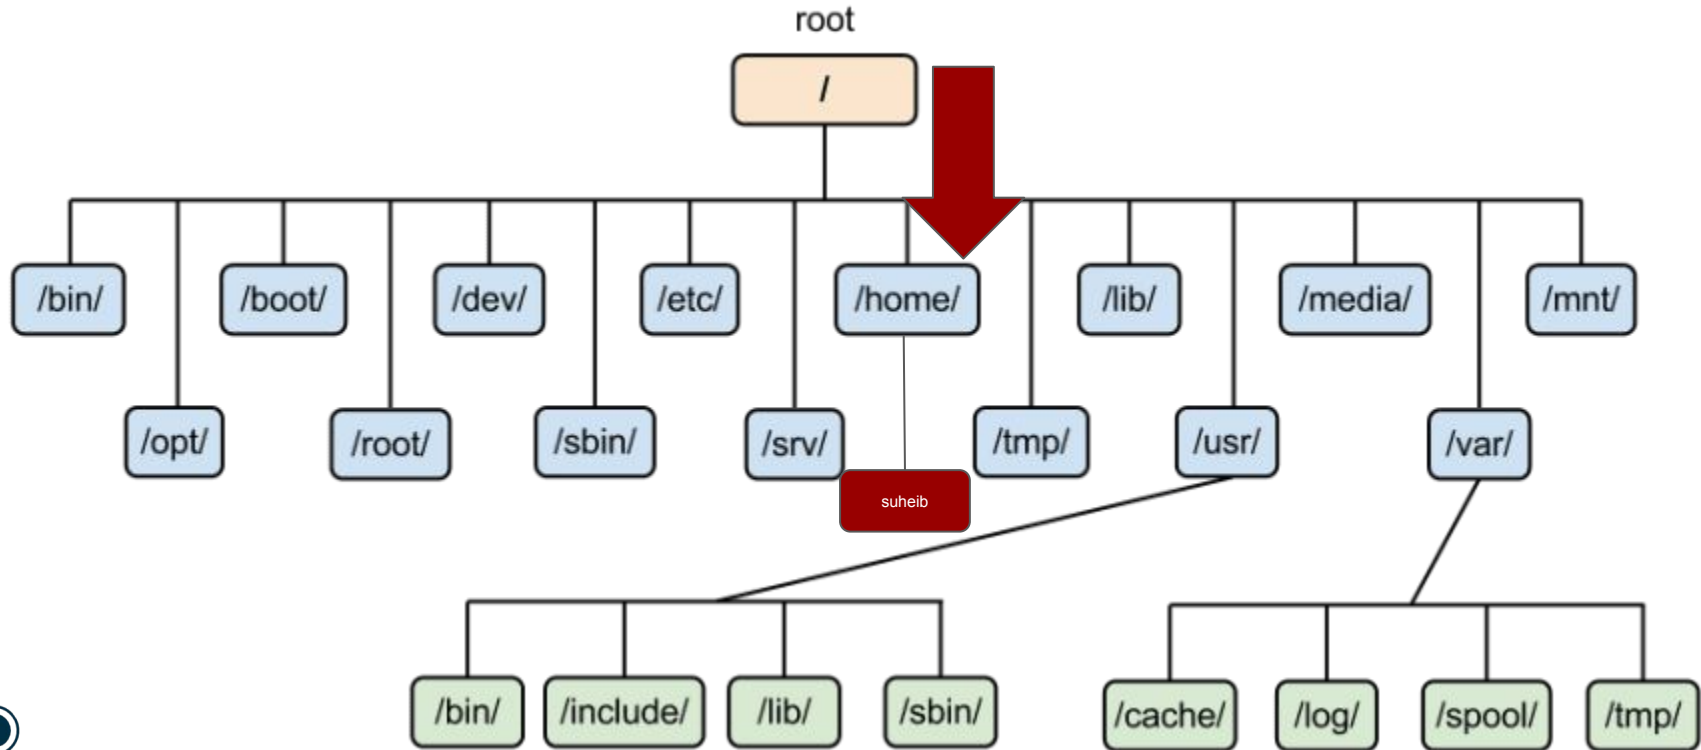 root
/
/bin/
/boot/
/dev/
/etc/
/home/
/lib/
/media/
/mnt/
/opt/
/root/
/sbin/
/srv/
/tmp/
/usr/
/var/
suheib
/bin/
/include/
/lib/
/sbin/
/cache/
/log/
/spool/
/tmp/